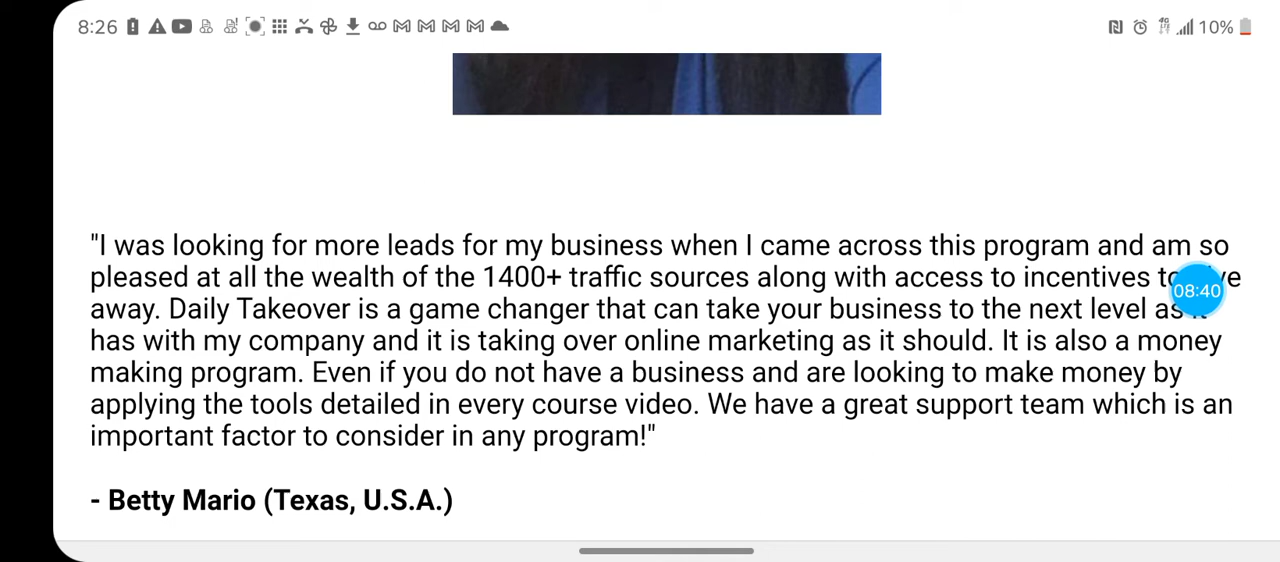 8:26
10%
"I was looking for more leads for my business when I came across this program and am so
pleased at all the wealth of the 1400+ traffic sources along with access to incentives
08:40
away. Daily Takeover is a game changer that can take your business to the next level as it
has with my company and it is taking over online marketing as it should. It is also a money
making program. Even if you do not have a business and are looking to make money by
applying the tools detailed in every course video. We have a great support team which is an
important factor to consider in any program!"
- Betty Mario (Texas, U.S.A.)